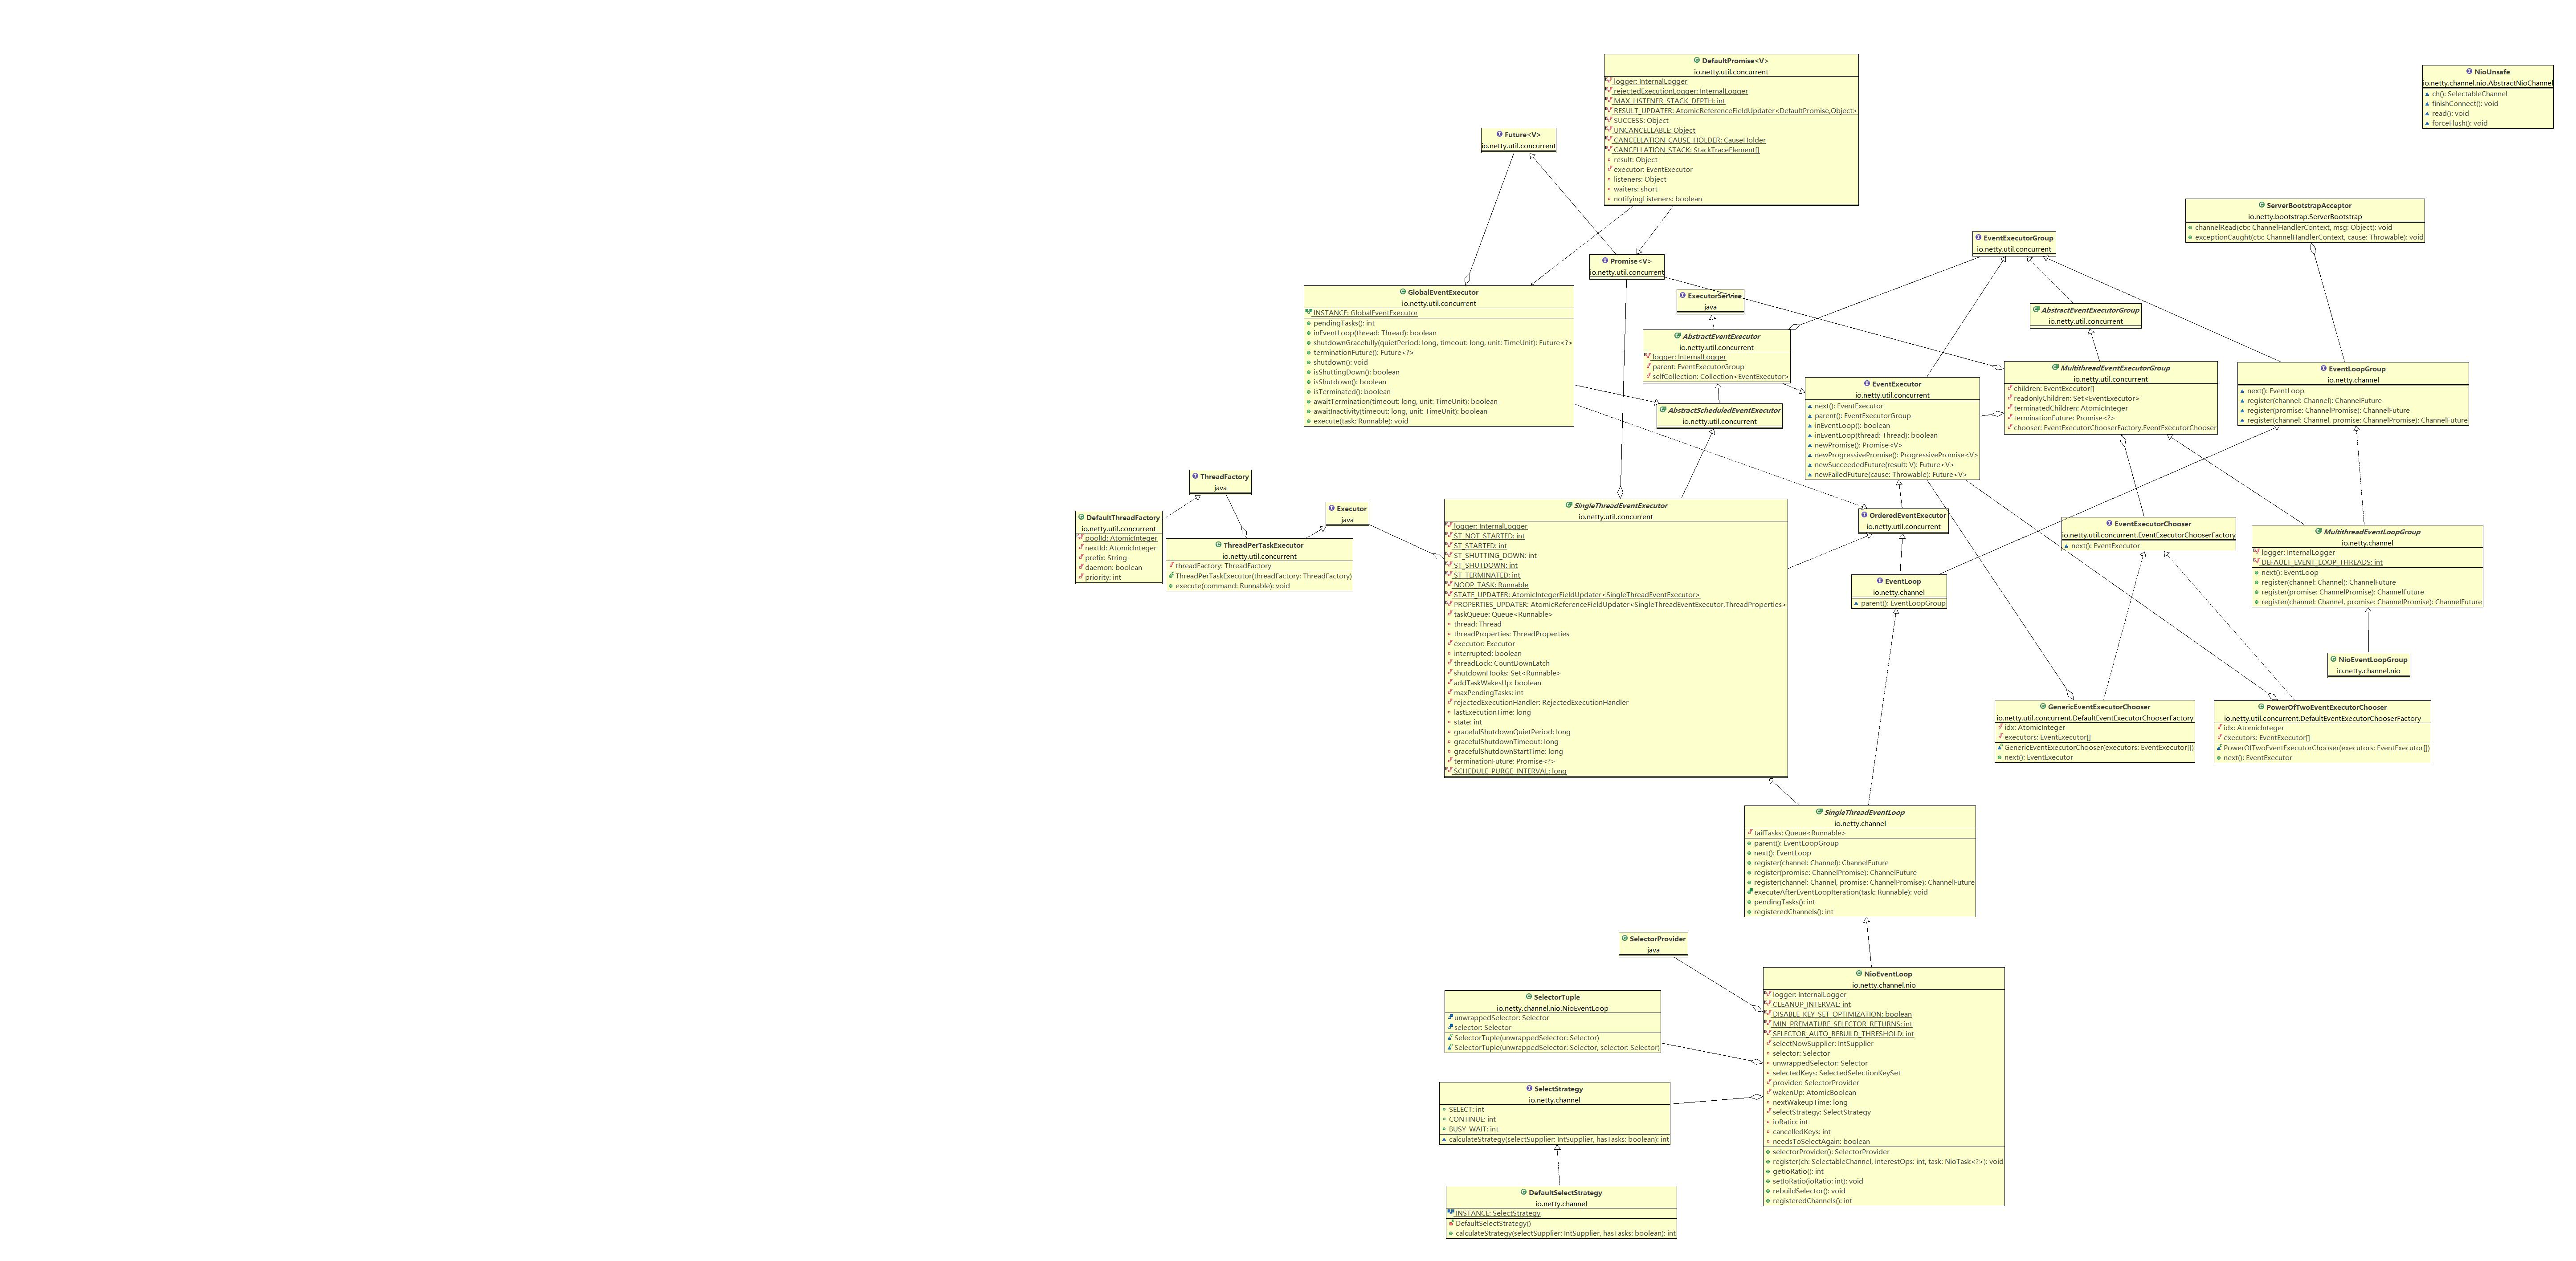 DefaultPromise<V>
io.netty.util.concurrent
logger: InternalLogger
rejectedExecutionLogger: InternalLogger
MAX_LISTENER_STACK_DEPTH: int
RESULT_UPDATER: AtomicReferenceFieldUpdater<DefaultPromise,Object>
SUCCESS: Object
UNCANCELLABLE: Object
CANCELLATION_CAUSE_HOLDER: CauseHolder
CANCELLATION_STACK: StackTraceElement[]
result: Object
executor: EventExecutor
listeners: Object
waiters: short
notifyingListeners: boolean
NioUnsafe
io.netty.channel.nio.AbstractNioChannel
ch(): SelectableChannel
finishConnect(): void
read(): void
forceFlush(): void
Future<V>
io.netty.util.concurrent
ServerBootstrapAcceptor
io.netty.bootstrap.ServerBootstrap
channelRead(ctx: ChannelHandlerContext, msg: Object): void
exceptionCaught(ctx: ChannelHandlerContext, cause: Throwable): void
EventExecutorGroup
io.netty.util.concurrent
Promise<V>
io.netty.util.concurrent
GlobalEventExecutor
io.netty.util.concurrent
INSTANCE: GlobalEventExecutor
pendingTasks(): int
inEventLoop(thread: Thread): boolean
shutdownGracefully(quietPeriod: long, timeout: long, unit: TimeUnit): Future<?>
terminationFuture(): Future<?>
shutdown(): void
isShuttingDown(): boolean
isShutdown(): boolean
isTerminated(): boolean
awaitTermination(timeout: long, unit: TimeUnit): boolean
awaitInactivity(timeout: long, unit: TimeUnit): boolean
execute(task: Runnable): void
ExecutorService
java
AbstractEventExecutorGroup
io.netty.util.concurrent
AbstractEventExecutor
io.netty.util.concurrent
logger: InternalLogger
parent: EventExecutorGroup
selfCollection: Collection<EventExecutor>
MultithreadEventExecutorGroup
io.netty.util.concurrent
children: EventExecutor[]
readonlyChildren: Set<EventExecutor>
terminatedChildren: AtomicInteger
terminationFuture: Promise<?>
chooser: EventExecutorChooserFactory.EventExecutorChooser
EventLoopGroup
io.netty.channel
next(): EventLoop
register(channel: Channel): ChannelFuture
register(promise: ChannelPromise): ChannelFuture
register(channel: Channel, promise: ChannelPromise): ChannelFuture
EventExecutor
io.netty.util.concurrent
next(): EventExecutor
parent(): EventExecutorGroup
inEventLoop(): boolean
inEventLoop(thread: Thread): boolean
newPromise(): Promise<V>
newProgressivePromise(): ProgressivePromise<V>
newSucceededFuture(result: V): Future<V>
newFailedFuture(cause: Throwable): Future<V>
AbstractScheduledEventExecutor
io.netty.util.concurrent
ThreadFactory
java
DefaultThreadFactory
io.netty.util.concurrent
poolId: AtomicInteger
nextId: AtomicInteger
prefix: String
daemon: boolean
priority: int
Executor
java
ThreadPerTaskExecutor
io.netty.util.concurrent
threadFactory: ThreadFactory
ThreadPerTaskExecutor(threadFactory: ThreadFactory)
execute(command: Runnable): void
SingleThreadEventExecutor
io.netty.util.concurrent
logger: InternalLogger
ST_NOT_STARTED: int
ST_STARTED: int
ST_SHUTTING_DOWN: int
ST_SHUTDOWN: int
ST_TERMINATED: int
NOOP_TASK: Runnable
STATE_UPDATER: AtomicIntegerFieldUpdater<SingleThreadEventExecutor>
PROPERTIES_UPDATER: AtomicReferenceFieldUpdater<SingleThreadEventExecutor,ThreadProperties>
taskQueue: Queue<Runnable>
thread: Thread
threadProperties: ThreadProperties
executor: Executor
interrupted: boolean
threadLock: CountDownLatch
shutdownHooks: Set<Runnable>
addTaskWakesUp: boolean
maxPendingTasks: int
rejectedExecutionHandler: RejectedExecutionHandler
lastExecutionTime: long
state: int
gracefulShutdownQuietPeriod: long
gracefulShutdownTimeout: long
gracefulShutdownStartTime: long
terminationFuture: Promise<?>
SCHEDULE_PURGE_INTERVAL: long
OrderedEventExecutor
io.netty.util.concurrent
EventExecutorChooser
io.netty.util.concurrent.EventExecutorChooserFactory
next(): EventExecutor
MultithreadEventLoopGroup
io.netty.channel
logger: InternalLogger
DEFAULT_EVENT_LOOP_THREADS: int
next(): EventLoop
register(channel: Channel): ChannelFuture
register(promise: ChannelPromise): ChannelFuture
register(channel: Channel, promise: ChannelPromise): ChannelFuture
EventLoop
io.netty.channel
parent(): EventLoopGroup
NioEventLoopGroup
io.netty.channel.nio
GenericEventExecutorChooser
io.netty.util.concurrent.DefaultEventExecutorChooserFactory
idx: AtomicInteger
executors: EventExecutor[]
GenericEventExecutorChooser(executors: EventExecutor[])
next(): EventExecutor
PowerOfTwoEventExecutorChooser
io.netty.util.concurrent.DefaultEventExecutorChooserFactory
idx: AtomicInteger
executors: EventExecutor[]
PowerOfTwoEventExecutorChooser(executors: EventExecutor[])
next(): EventExecutor
SingleThreadEventLoop
io.netty.channel
tailTasks: Queue<Runnable>
parent(): EventLoopGroup
next(): EventLoop
register(channel: Channel): ChannelFuture
register(promise: ChannelPromise): ChannelFuture
register(channel: Channel, promise: ChannelPromise): ChannelFuture
executeAfterEventLoopIteration(task: Runnable): void
pendingTasks(): int
registeredChannels(): int
SelectorProvider
java
NioEventLoop
io.netty.channel.nio
logger: InternalLogger
CLEANUP_INTERVAL: int
DISABLE_KEY_SET_OPTIMIZATION: boolean
MIN_PREMATURE_SELECTOR_RETURNS: int
SELECTOR_AUTO_REBUILD_THRESHOLD: int
selectNowSupplier: IntSupplier
selector: Selector
unwrappedSelector: Selector
selectedKeys: SelectedSelectionKeySet
provider: SelectorProvider
wakenUp: AtomicBoolean
nextWakeupTime: long
selectStrategy: SelectStrategy
ioRatio: int
cancelledKeys: int
needsToSelectAgain: boolean
selectorProvider(): SelectorProvider
register(ch: SelectableChannel, interestOps: int, task: NioTask<?>): void
getIoRatio(): int
setIoRatio(ioRatio: int): void
rebuildSelector(): void
registeredChannels(): int
SelectorTuple
io.netty.channel.nio.NioEventLoop
unwrappedSelector: Selector
selector: Selector
SelectorTuple(unwrappedSelector: Selector)
SelectorTuple(unwrappedSelector: Selector, selector: Selector)
SelectStrategy
io.netty.channel
SELECT: int
CONTINUE: int
BUSY_WAIT: int
calculateStrategy(selectSupplier: IntSupplier, hasTasks: boolean): int
DefaultSelectStrategy
io.netty.channel
INSTANCE: SelectStrategy
DefaultSelectStrategy()
calculateStrategy(selectSupplier: IntSupplier, hasTasks: boolean): int